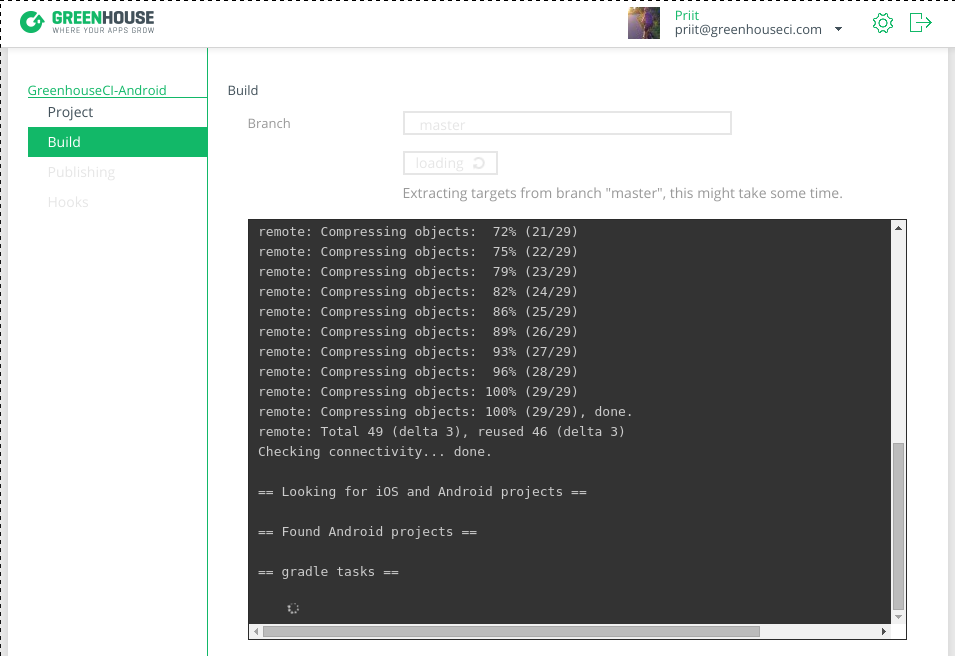 GREENHOUSE
WHERE YOUR APPS GROW
Priit
priit@greenhouseci.com
GreenhouseCI-Android
Project
Build
Publishing
Hooks
Build
Branch
master
loading
Extracting targets from branch "master", this might take some time.
remote: Compressing objects:  72% (21/29)
remote: Compressing objects:  75% (22/29)
remote: Compressing objects:  79% (23/29)
remote: Compressing objects:  82% (24/29)
remote: Compressing objects:  86% (25/29)
remote: Compressing objects:  89% (26/29)
remote: Compressing objects:  93% (27/29)
remote: Compressing objects:  96% (28/29)
remote: Compressing objects: 100% (29/29)
remote: Compressing objects: 100% (29/29), done.
remote: Total 49 (delta 3), reused 46 (delta 3)
Checking connectivity... done.
== Looking for iOS and Android projects ==
== Found Android projects ==
== gradle tasks ==